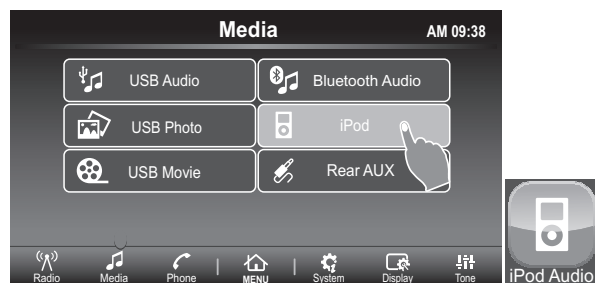 Media AM 09:38
USB Audio Bluetooth Audio
USB Photo iPod
USB Movie Rear AUX
Radio Media Phone MENU System Display Tone
iPod Audio